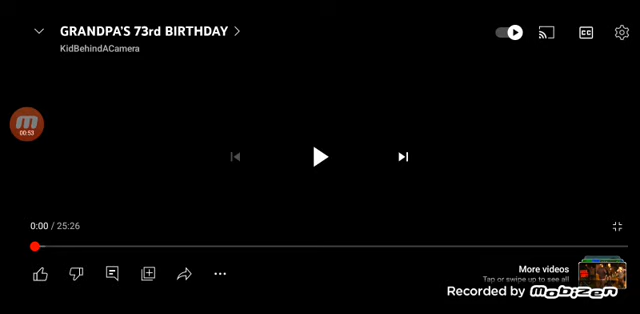 GRANDPA'S 73rd BIRTHDAY
KidBehindACamera
CC
m
00:53
0:00 / 25:26
More videos
Tap or swipe up to see all
Recorded by Mobizen